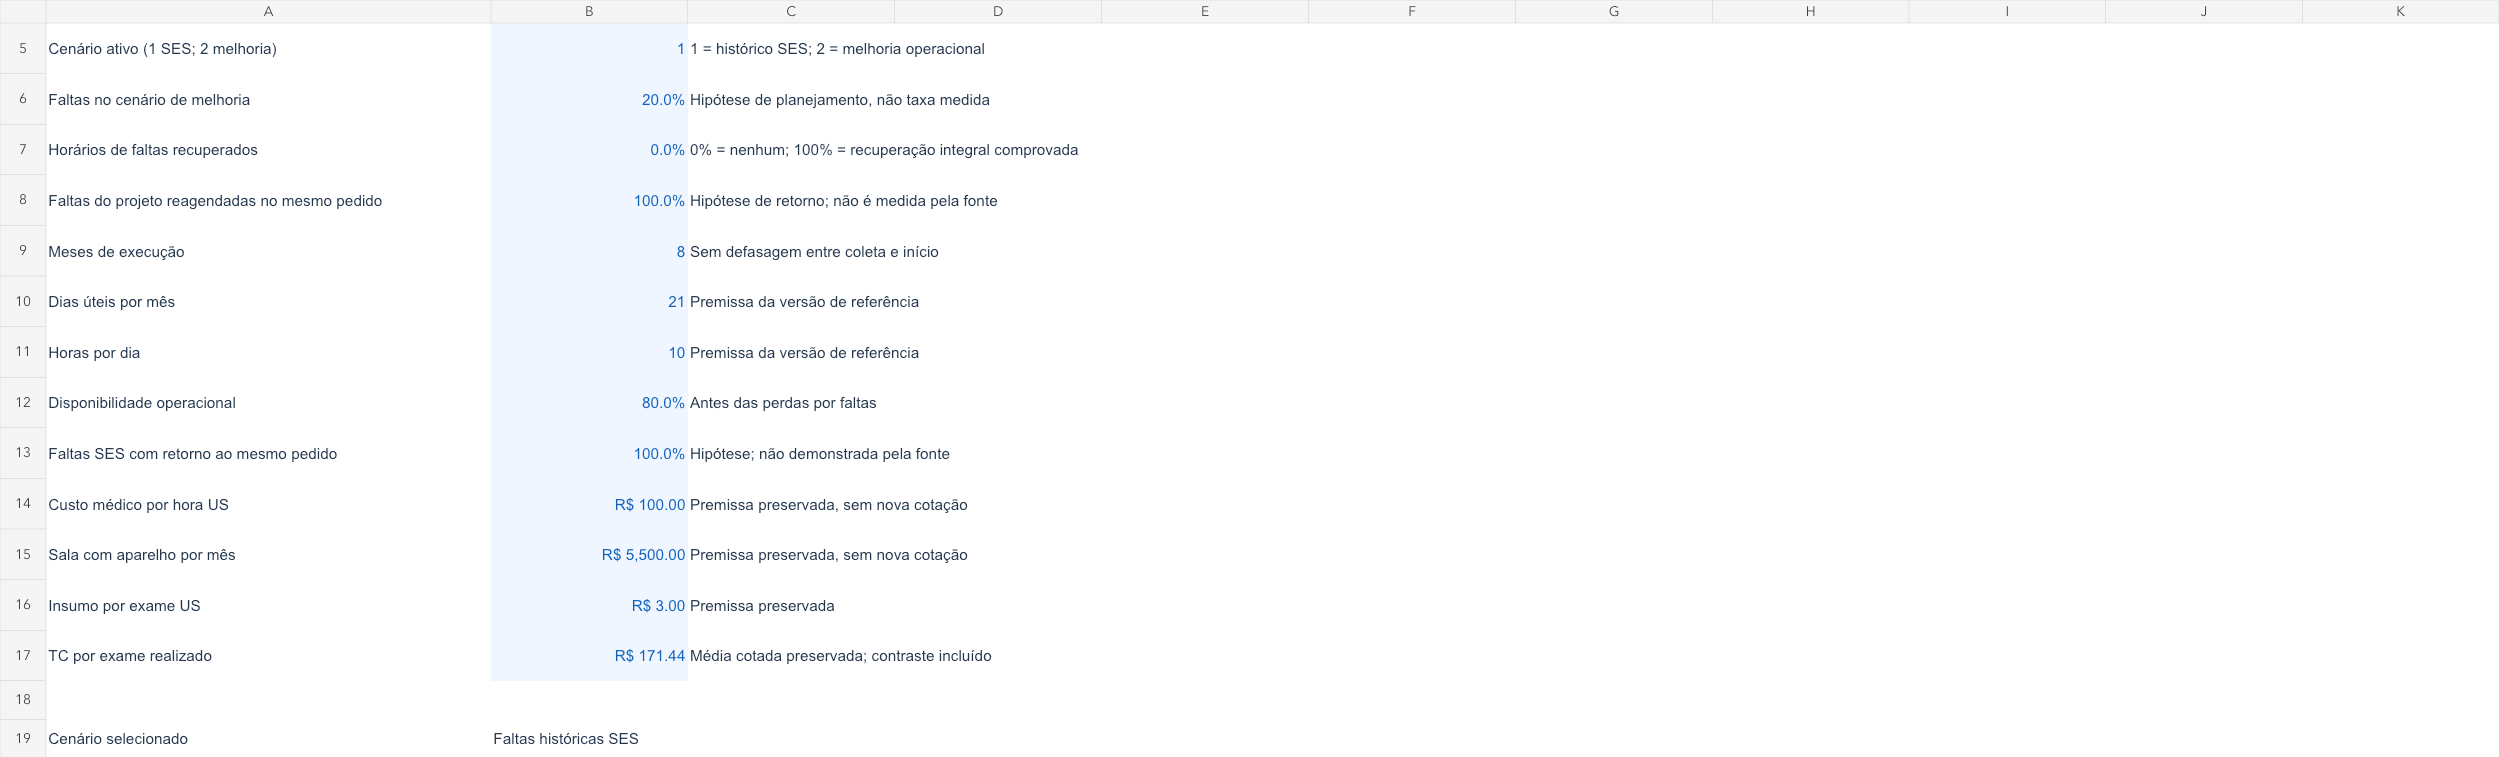 A B C D E F G H I J K
5 Cenário ativo (1 SES; 2 melhoria) 1 1 = histórico SES; 2 = melhoria operacional
6 Faltas no cenário de melhoria 20.0% Hipótese de planejamento, não taxa medida
7 Horários de faltas recuperados 0.0% 0% = nenhum; 100% = recuperação integral comprovada
8 Faltas do projeto reagendadas no mesmo pedido 100.0% Hipótese de retorno; não é medida pela fonte
9 Meses de execução 8 Sem defasagem entre coleta e início
10 Dias úteis por mês 21 Premissa da versão de referência
11 Horas por dia 10 Premissa da versão de referência
12 Disponibilidade operacional 80.0% Antes das perdas por faltas
13 Faltas SES com retorno ao mesmo pedido 100.0% Hipótese; não demonstrada pela fonte
14 Custo médico por hora US R$ 100.00 Premissa preservada, sem nova cotação
15 Sala com aparelho por mês R$ 5,500.00 Premissa preservada, sem nova cotação
16 Insumo por exame US R$ 3.00 Premissa preservada
17 TC por exame realizado R$ 171.44 Média cotada preservada; contraste incluído
18
19 Cenário selecionado Faltas históricas SES